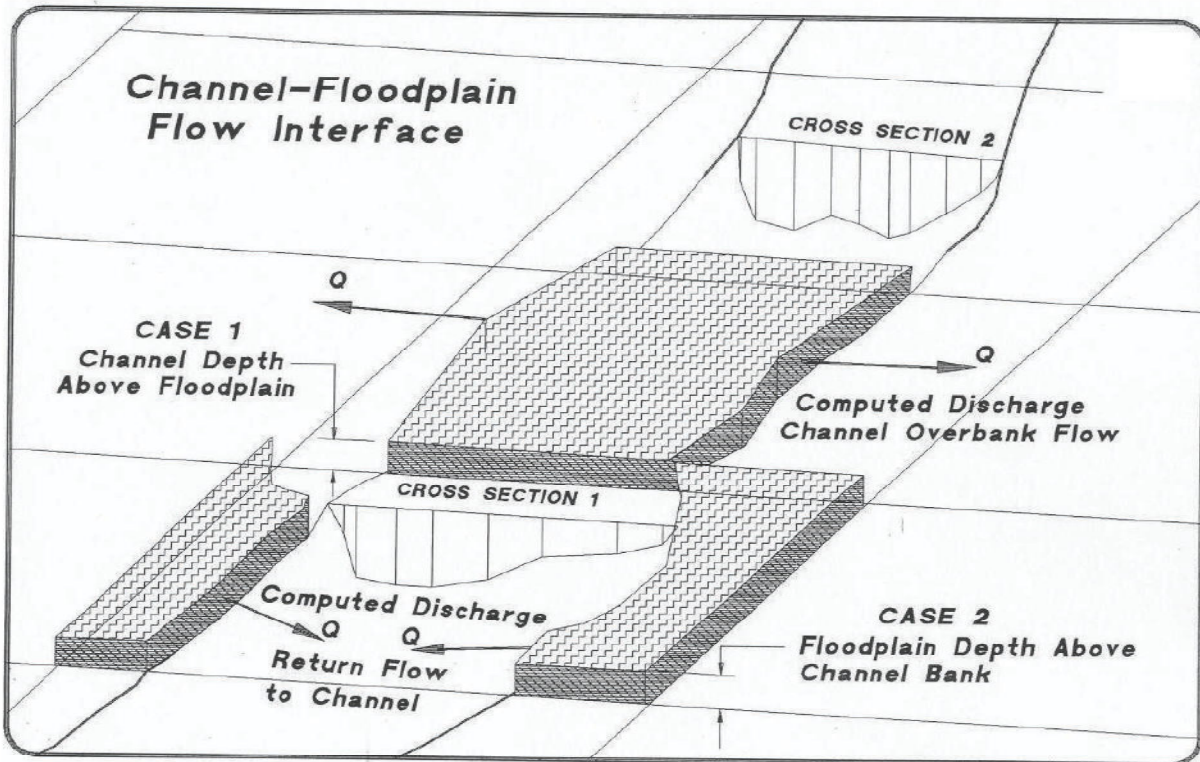 Channel-Floodplain
Flow Interface
CROSS SECTION 2
Q
CASE 1
Channel Depth
Above Floodplain
Q
Computed Discharge
Channel Overbank Flow
CROSS SECTION 1
Computed Discharge
Q
Q
Return Flow
to Channel
CASE 2
Floodplain Depth Above
Channel Bank